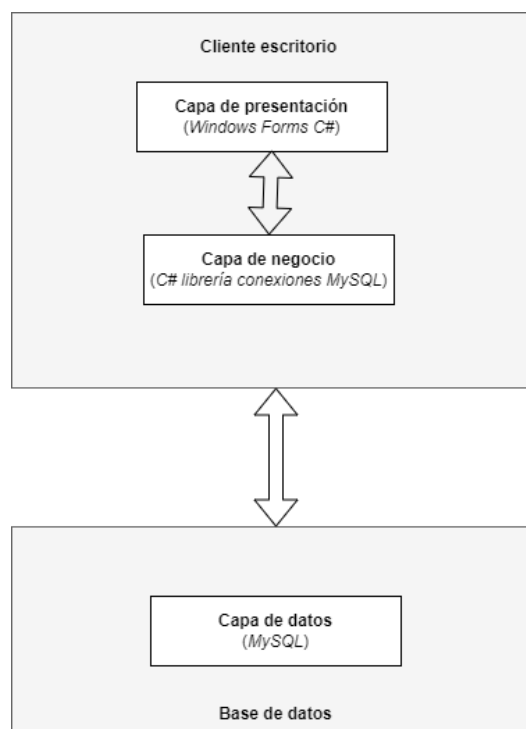 Cliente escritorio
Capa de presentación
(Windows Forms C#)
Capa de negocio
(C# librería conexiones MySQL)
Capa de datos
(MySQL)
Base de datos